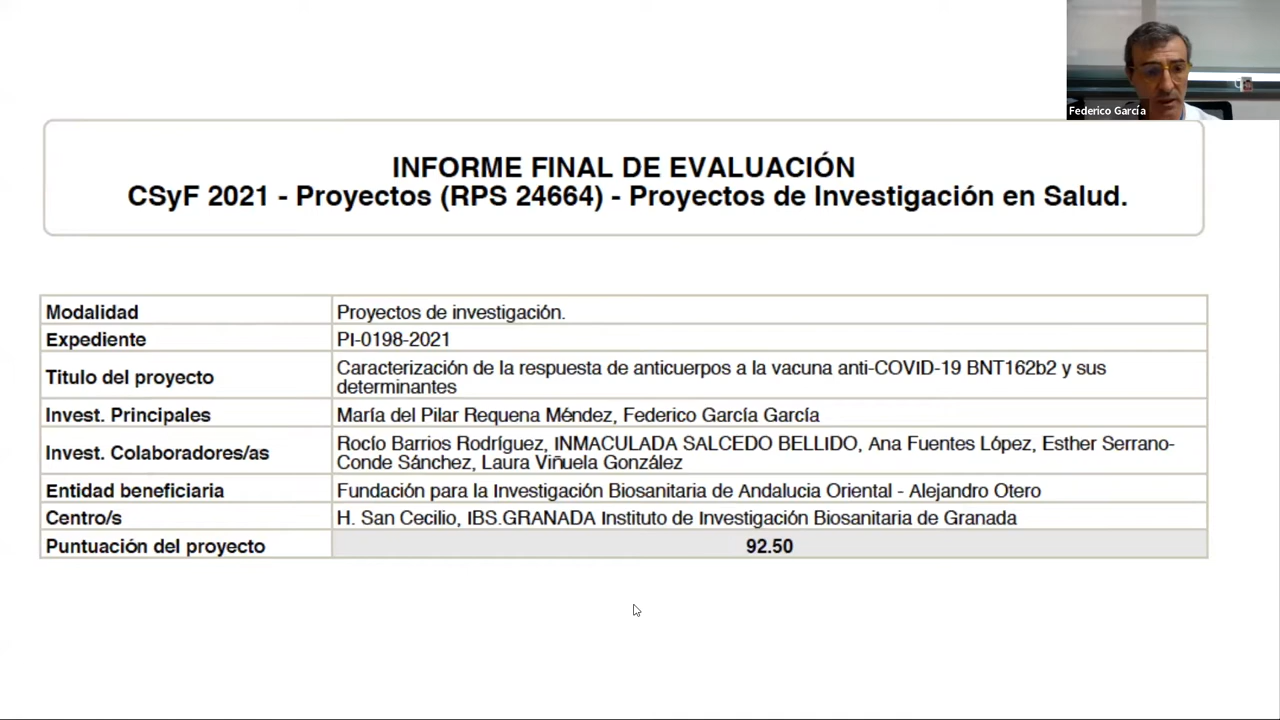 Federico García
INFORME FINAL DE EVALUACIÓN
CSyF 2021 - Proyectos (RPS 24664) - Proyectos de Investigación en Salud.
Modalidad Proyectos de investigación.
Expediente PI-0198-2021
Titulo del proyecto Caracterización de la respuesta de anticuerpos a la vacuna anti-COVID-19 BNT162b2 y sus
determinantes
Invest. Principales María del Pilar Requena Méndez, Federico García García
Invest. Colaboradores/as Rocío Barrios Rodríguez, INMACULADA SALCEDO BELLIDO, Ana Fuentes López, Esther Serrano-
Conde Sánchez, Laura Viñuela González
Entidad beneficiaria Fundación para la Investigación Biosanitaria de Andalucia Oriental - Alejandro Otero
Centro/s H. San Cecilio, IBS.GRANADA Instituto de Investigación Biosanitaria de Granada
Puntuación del proyecto 92.50